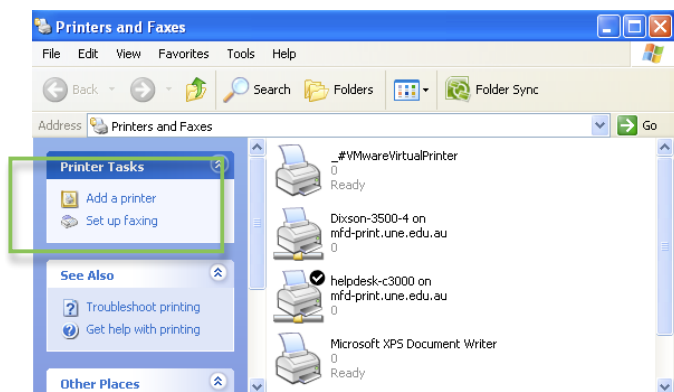 Printers and Faxes
File Edit View Favorites Tools Help
Back Search Folders Folder Sync
Address Printers and Faxes Go
Printer Tasks
Add a printer
Set up faxing
See Also
Troubleshoot printing
Get help with printing
Other Places
_#VMwareVirtualPrinter
0
Ready
Dixson-3500-4 on
mfd-print.une.edu.au
0
helpdesk-c3000 on
mfd-print.une.edu.au
0
Microsoft XPS Document Writer
0
Ready